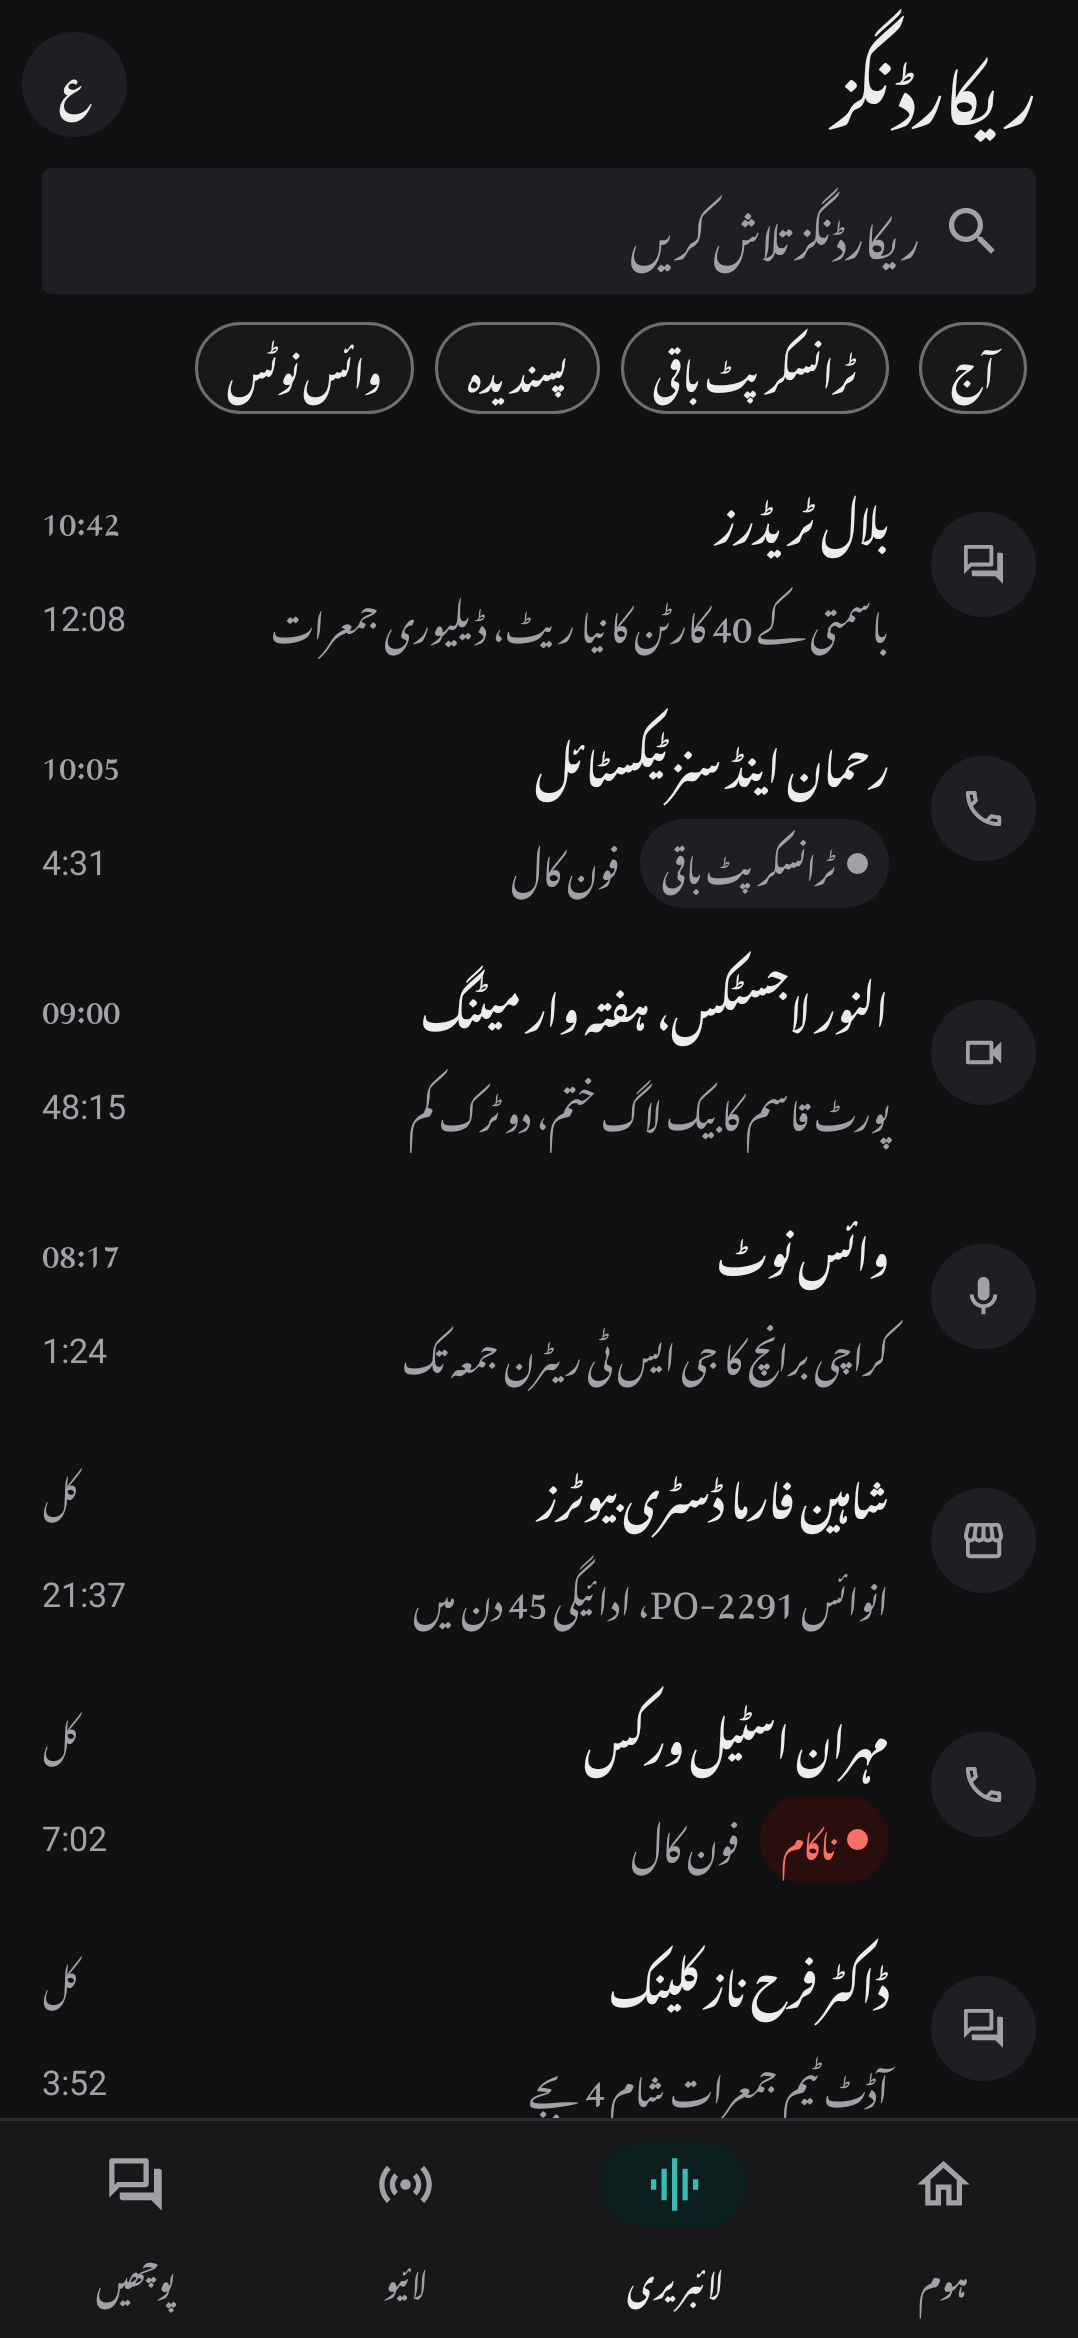 ریکارڈنگز
ع
ریکارڈنگز تلاش کریں
آج
ٹرانسکرپٹ باقی
پسندیدہ
وائس نوٹس
بلال ٹریڈرز
10:42
باسمتی کے 40 کارٹن کا نیا ریٹ، ڈیلیوری جمعرات
12:08
رحمان اینڈ سنز ٹیکسٹائل
10:05
ٹرانسکرپٹ باقی
فون کال
4:31
النور لاجسٹکس، ہفتہ وار میٹنگ
09:00
پورٹ قاسم کا بیک لاگ ختم، دو ٹرک کم
48:15
وائس نوٹ
08:17
کراچی برانچ کا جی ایس ٹی ریٹرن جمعہ تک
1:24
شاہین فارما ڈسٹری بیوٹرز
کل
انوائس PO-2291، ادائیگی 45 دن میں
21:37
مہران اسٹیل ورکس
کل
ناکام
فون کال
7:02
ڈاکٹر فرح ناز کلینک
کل
آڈٹ ٹیم جمعرات شام 4 بجے
3:52
ہوم
لائبریری
لائیو
پوچھیں